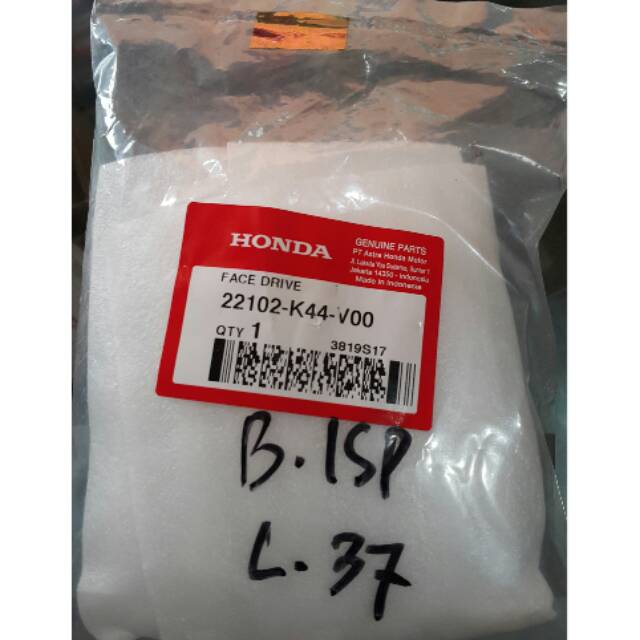 HONDA
GENUINE PARTS
PT Astra Honda Motor
Jakarta 14350 - Indonesia
Made in Indonesia
FACE DRIVE
22102-K44-V00
QTY 1
3819S17
B. ISP
L. 37